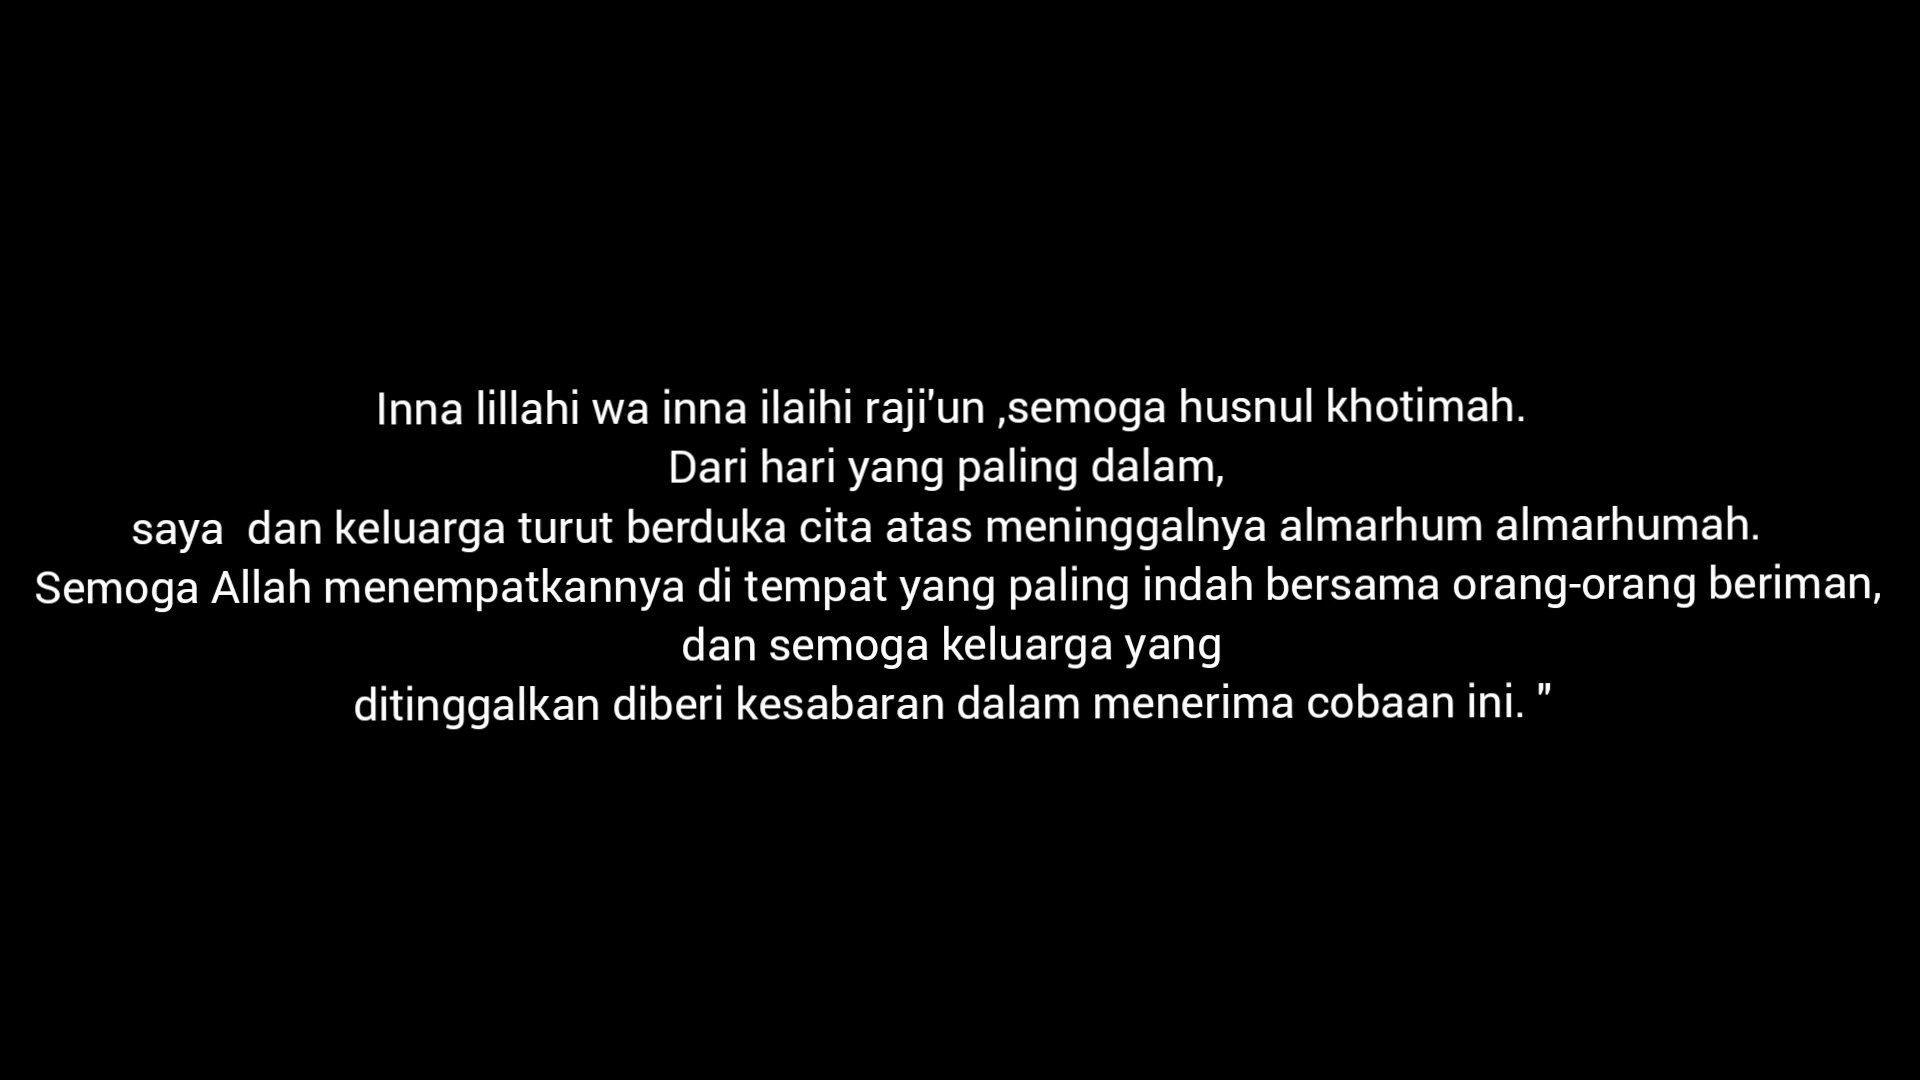 Inna lillahi wa inna ilaihi raji'un ,semoga husnul khotimah.
Dari hari yang paling dalam,
saya  dan keluarga turut berduka cita atas meninggalnya almarhum almarhumah.
Semoga Allah menempatkannya di tempat yang paling indah bersama orang-orang beriman,
dan semoga keluarga yang
ditinggalkan diberi kesabaran dalam menerima cobaan ini. "